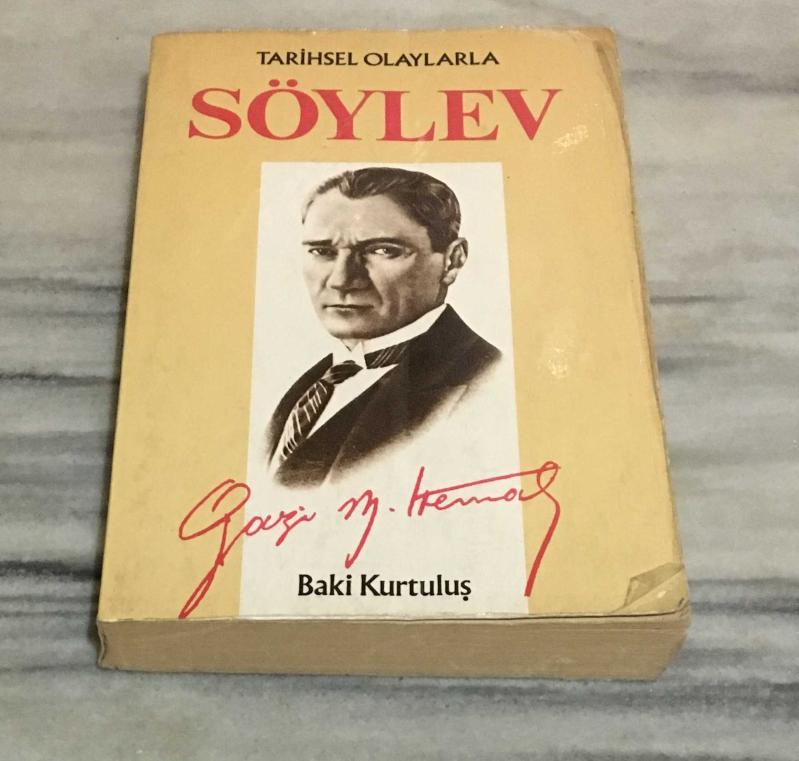 TARİHSEL OLAYLARLA
SÖYLEV
Gazi M. Kemal
Baki Kurtuluş